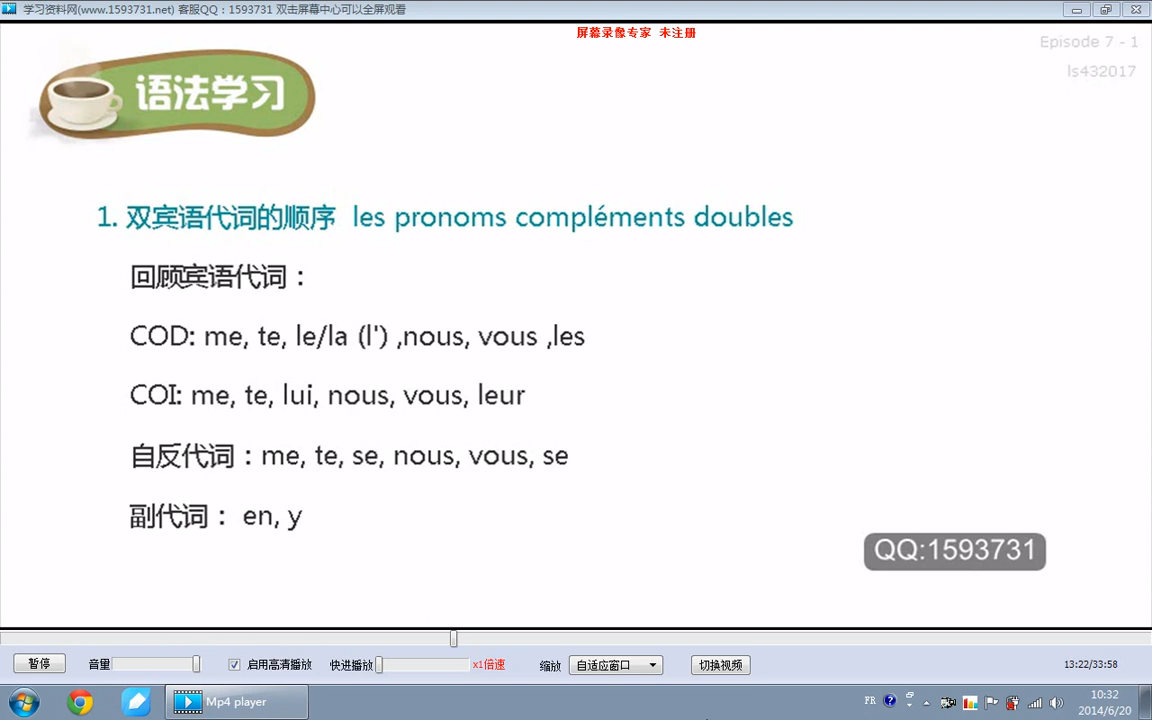 学习资料网(www.1593731.net) 客服QQ：1593731 双击屏幕中心可以全屏观看
屏幕录像专家 未注册
Episode 7 - 1
ls432017
语法学习
1. 双宾语代词的顺序 les pronoms compléments doubles
回顾宾语代词：
COD: me, te, le/la (l') ,nous, vous ,les
COI: me, te, lui, nous, vous, leur
自反代词：me, te, se, nous, vous, se
副代词： en, y
QQ:1593731
暂停 音量 启用高清播放 快进播放 x1倍速 缩放 自适应窗口 切换视频 13:22/33:58
Mp4 player FR 10:32
2014/6/20